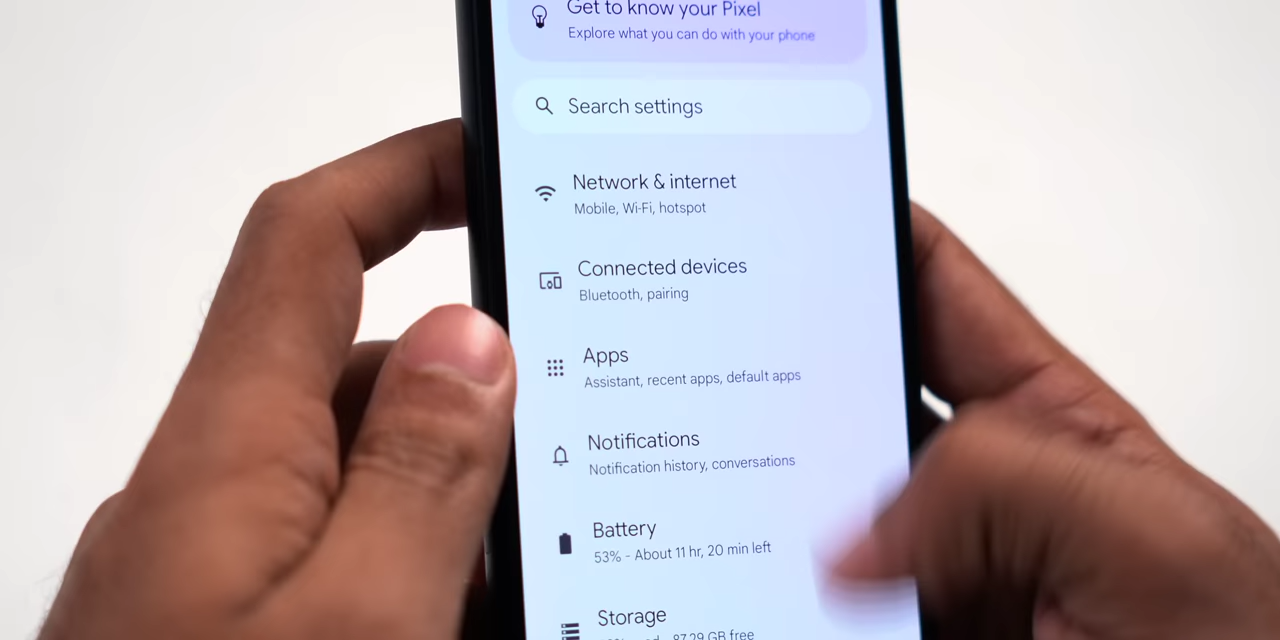 Get to know your Pixel
Explore what you can do with your phone
Search settings
Network & internet
Mobile, Wi-Fi, hotspot
Connected devices
Bluetooth, pairing
Apps
Assistant, recent apps, default apps
Notifications
Notification history, conversations
Battery
53% - About 11 hr, 20 min left
Storage
87.29 GB free